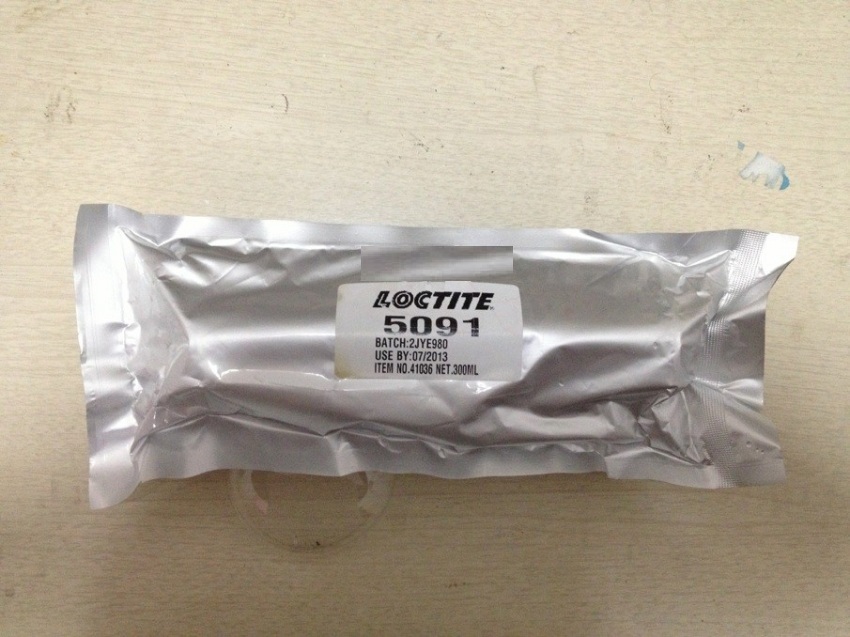 LOCTITE
5091
BATCH:2JYE980
USE BY:07/2013
ITEM NO.41036 NET.300ML